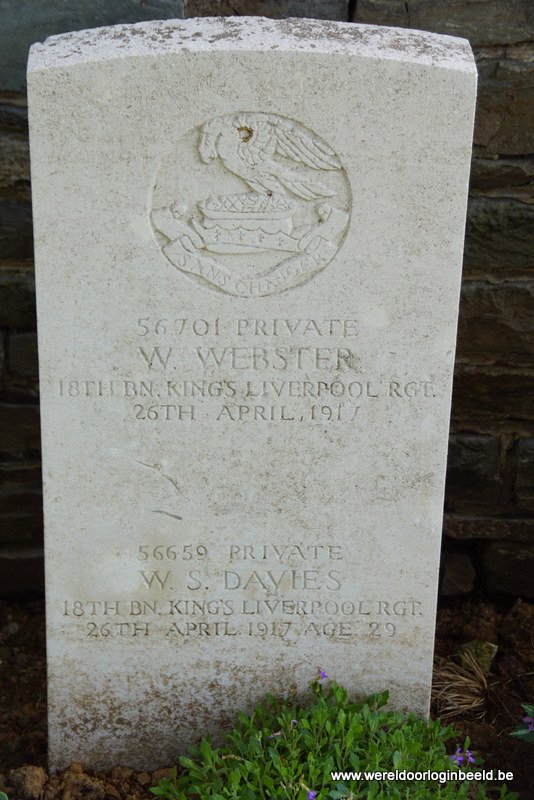 SANS CHANGER
56701 PRIVATE
W. WEBSTER
18TH BN. KING'S LIVERPOOL RGT.
26TH APRIL, 1917
56659 PRIVATE
W. S. DAVIES
18TH BN. KING'S LIVERPOOL RGT.
26TH APRIL 1917 AGE 29
www.wereldoorloginbeeld.be